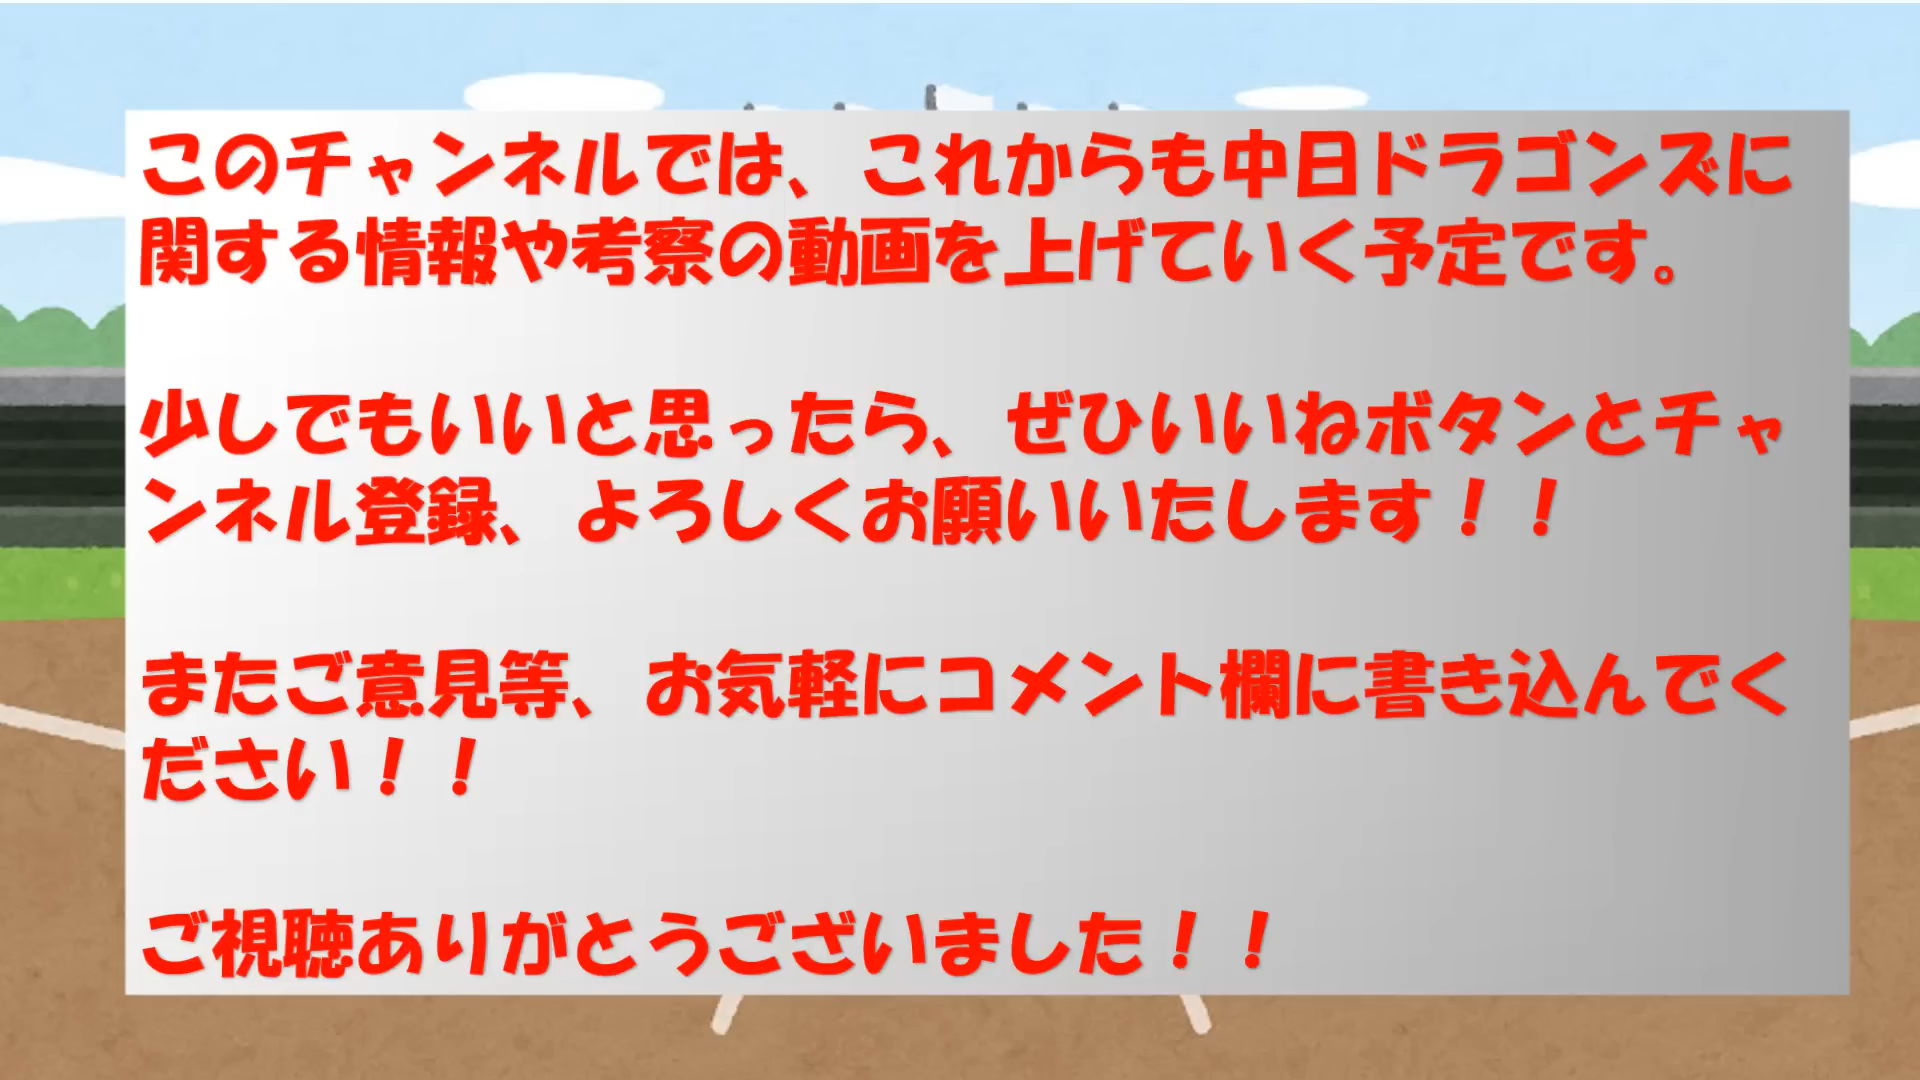 このチャンネルでは、これからも中日ドラゴンズに
関する情報や考察の動画を上げていく予定です。
少しでもいいと思ったら、ぜひいいねボタンとチャ
ンネル登録、よろしくお願いいたします！！
またご意見等、お気軽にコメント欄に書き込んでく
ださい！！
ご視聴ありがとうございました！！